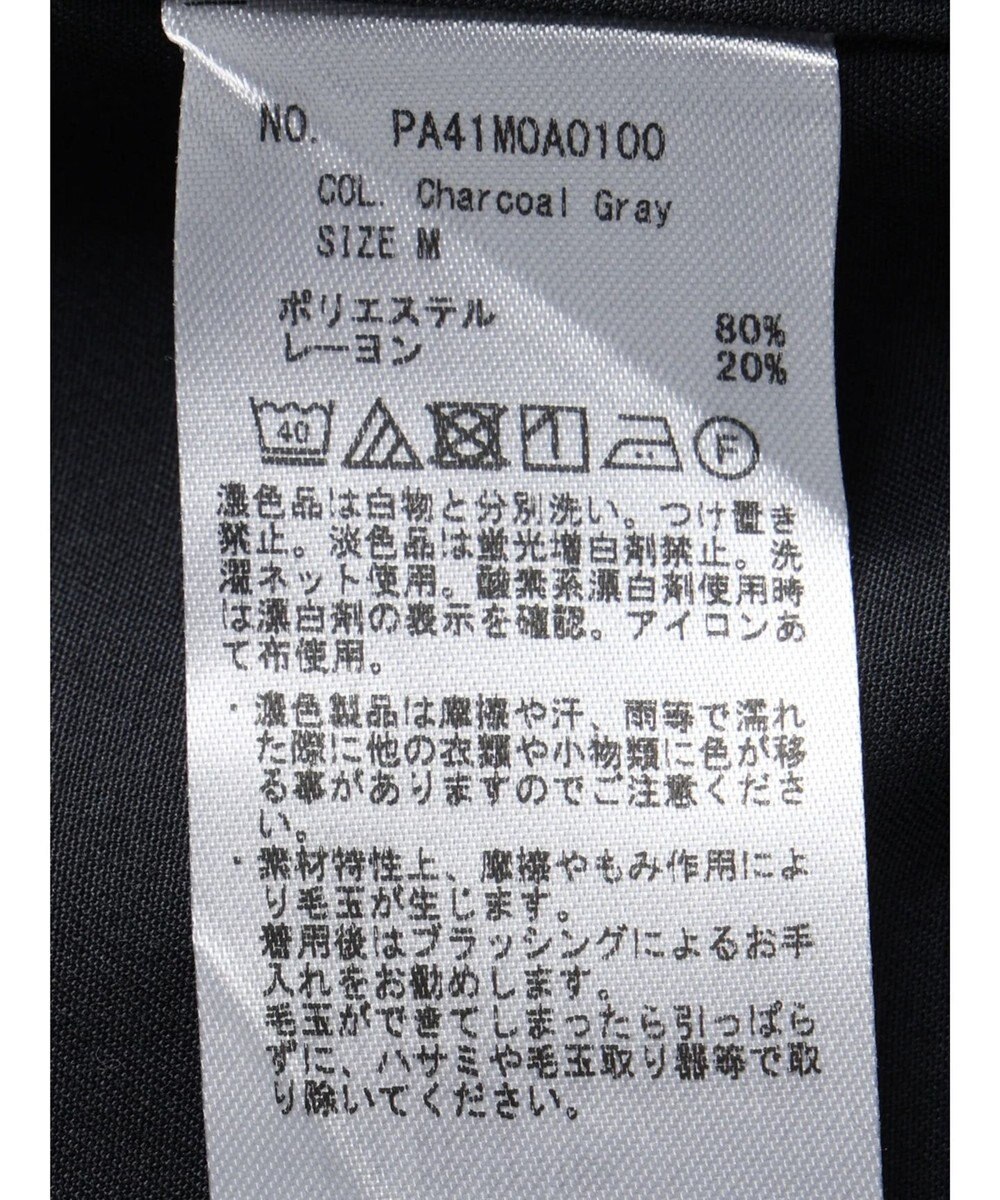 NO. PA41M0A0100
COL. Charcoal Gray
SIZE M
ポリエステル 80%
レーヨン 20%
40 F
濃色品は白物と分別洗い。つけ置き
禁止。淡色品は蛍光増白剤禁止。洗
濯ネット使用。酸素系漂白剤使用時
は漂白剤の表示を確認。アイロンあ
て布使用。
・濃色製品は摩擦や汗、雨等で濡れ
た際に他の衣類や小物類に色が移
る事がありますのでご注意くださ
い。
・素材特性上、摩擦やもみ作用によ
り毛玉が生じます。
着用後はブラッシングによるお手
入れをお勧めします。
毛玉ができてしまったら引っぱら
ずに、ハサミや毛玉取り器等で取
り除いてください。